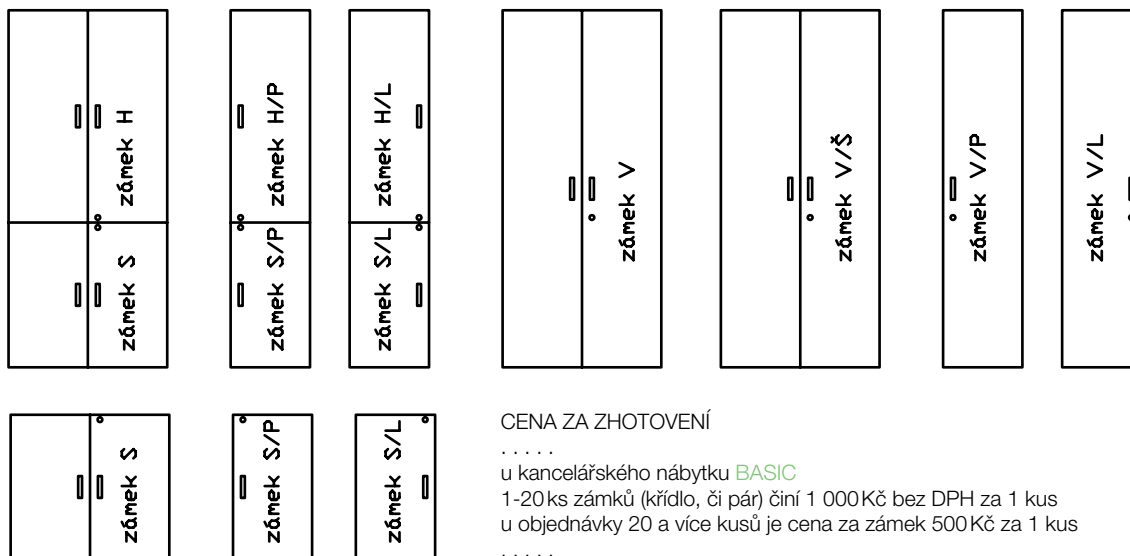 zámek H
zámek H/P
zámek H/L
zámek V
zámek V/Š
zámek V/P
zámek V/L
zámek S
zámek S/P
zámek S/L
zámek S
zámek S/P
zámek S/L
CENA ZA ZHOTOVENÍ
. . . . .
u kancelářského nábytku BASIC
1-20 ks zámků (křídlo, či pár) činí 1 000 Kč bez DPH za 1 kus
u objednávky 20 a více kusů je cena za zámek 500 Kč za 1 kus
. . . . .